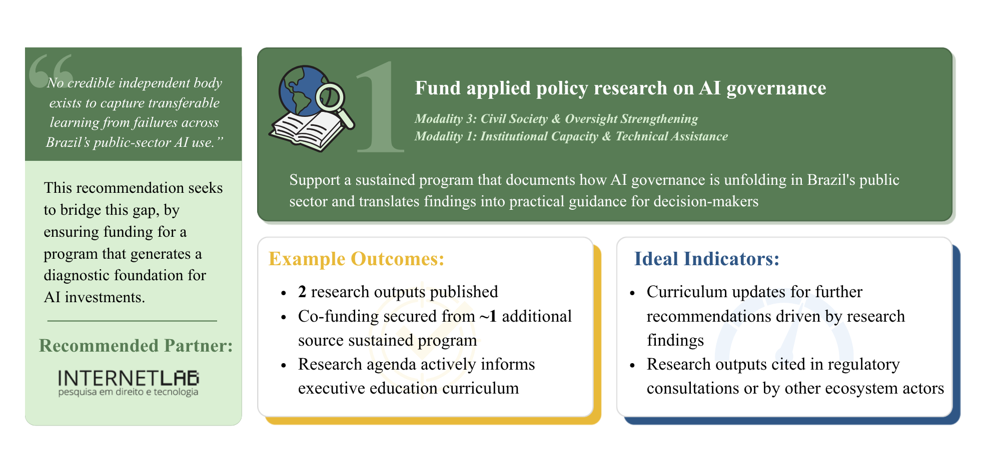 “
No credible independent body
exists to capture transferable
learning from failures across
Brazil’s public-sector AI use.”
This recommendation seeks
to bridge this gap, by
ensuring funding for a
program that generates a
diagnostic foundation for
AI investments.
Recommended Partner:
INTERNETLAB
pesquisa em direito e tecnologia
1
Fund applied policy research on AI governance
Modality 3: Civil Society & Oversight Strengthening
Modality 1: Institutional Capacity & Technical Assistance
Support a sustained program that documents how AI governance is unfolding in Brazil's public
sector and translates findings into practical guidance for decision-makers
Example Outcomes:
• 2 research outputs published
• Co-funding secured from ~1 additional
source sustained program
• Research agenda actively informs
executive education curriculum
Ideal Indicators:
• Curriculum updates for further
recommendations driven by research
findings
• Research outputs cited in regulatory
consultations or by other ecosystem actors